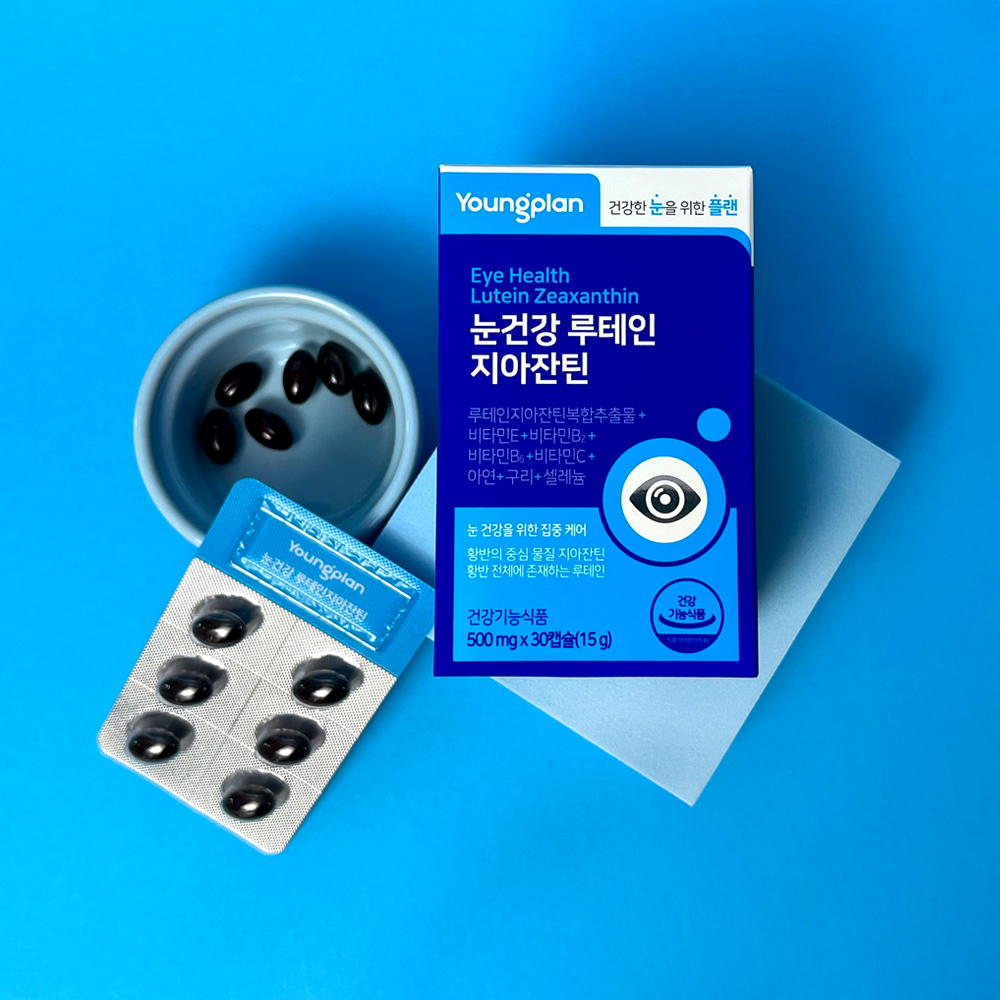 Youngplan
건강한 눈을 위한 플랜
Eye Health
Lutein Zeaxanthin
눈건강 루테인
지아잔틴
루테인지아잔틴복합추출물+
비타민E+비타민B₂+
비타민B₆+비타민C+
아연+구리+셀레늄
눈 건강을 위한 집중 케어
황반의 중심 물질 지아잔틴
황반 전체에 존재하는 루테인
건강기능식품
500 mg x 30캡슐(15 g)
건강
기능식품
Youngplan
눈건강 루테인지아잔틴